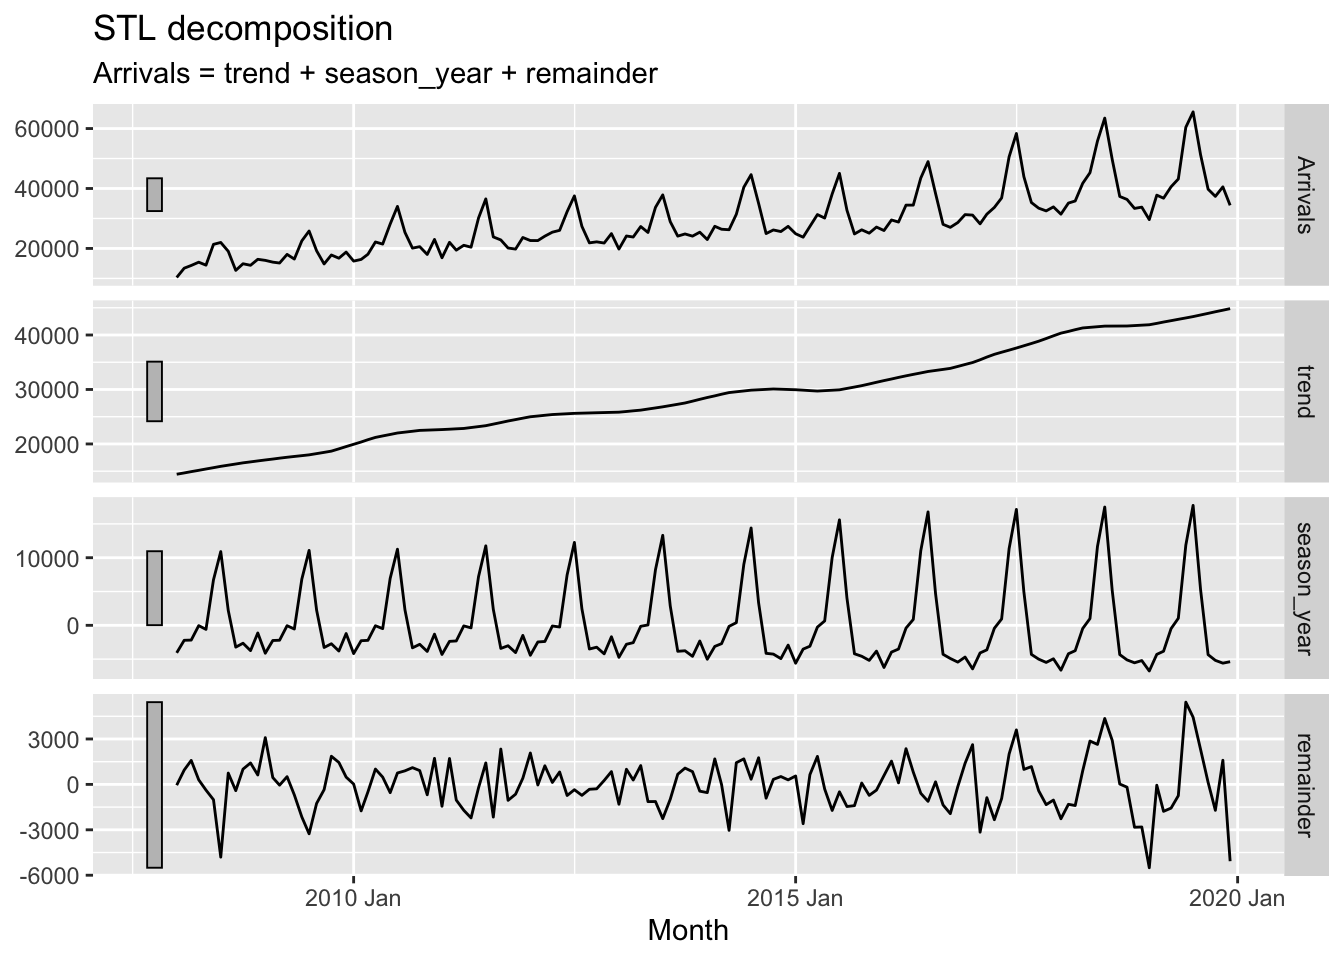 STL decomposition
Arrivals = trend + season_year + remainder
60000
40000
20000
Arrivals
40000
30000
20000
trend
10000
0
season_year
3000
0
-3000
-6000
remainder
2010 Jan 2015 Jan 2020 Jan
Month